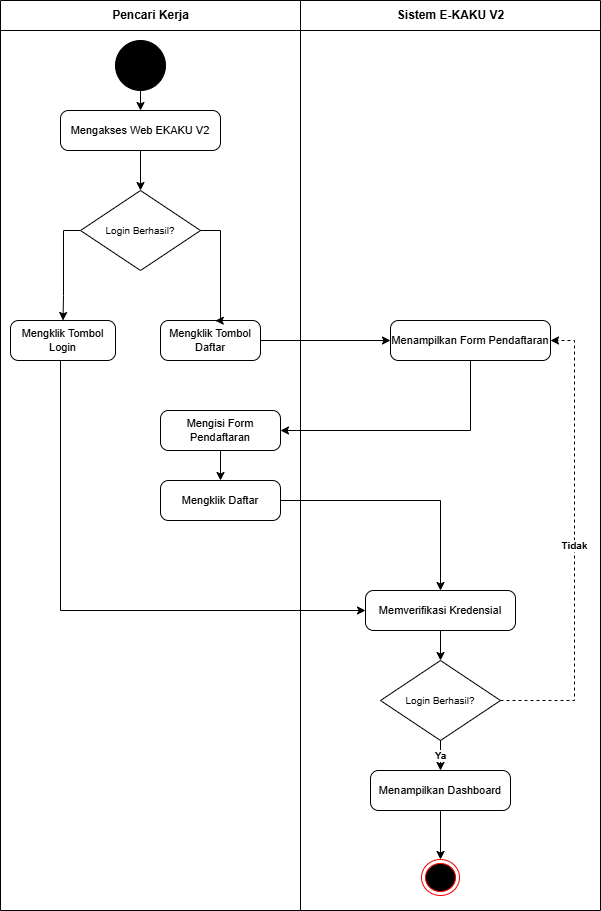 Pencari Kerja
Sistem E-KAKU V2
Mengakses Web EKAKU V2
Login Berhasil?
Mengklik Tombol
Login
Mengklik Tombol
Daftar
Menampilkan Form Pendaftaran
Mengisi Form
Pendaftaran
Mengklik Daftar
Tidak
Memverifikasi Kredensial
Login Berhasil?
Ya
Menampilkan Dashboard